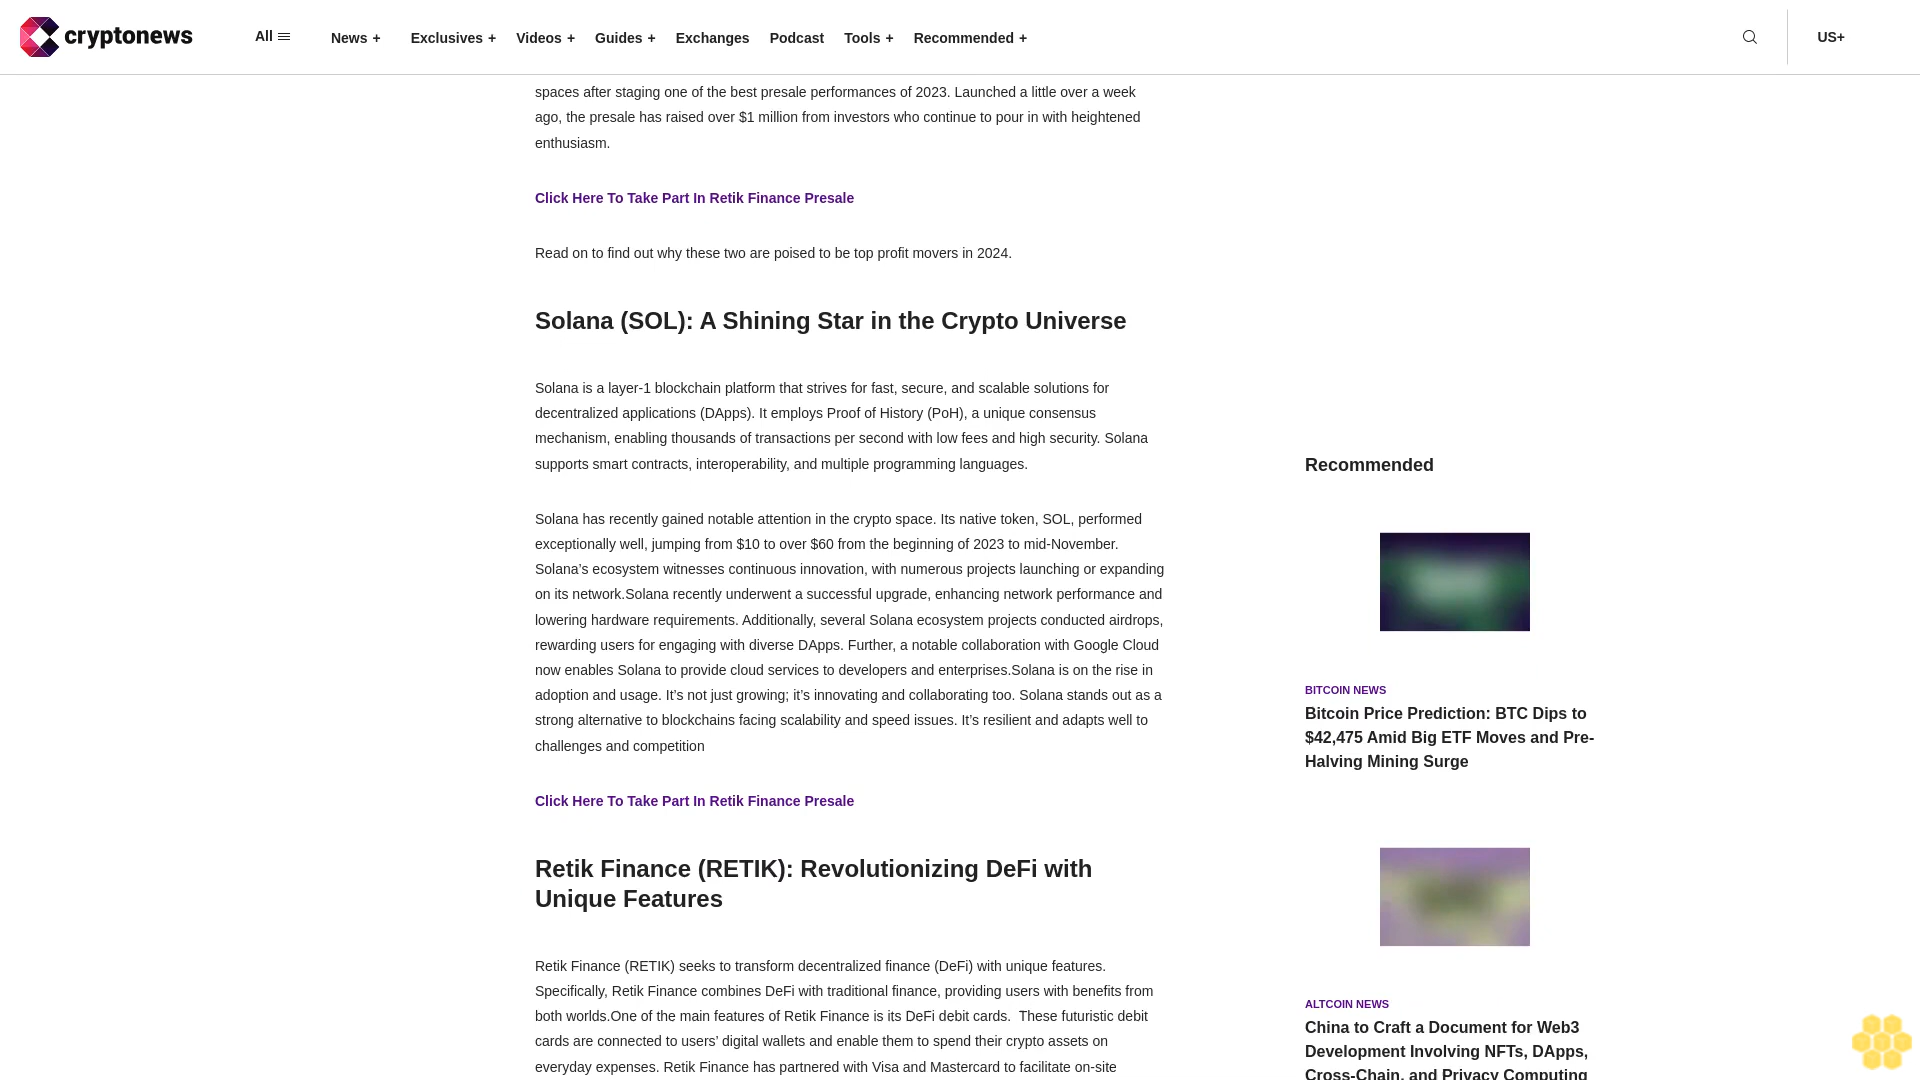 cryptonews
All
News +
Exclusives +
Videos +
Guides +
Exchanges
Podcast
Tools +
Recommended +
US+
spaces after staging one of the best presale performances of 2023. Launched a little over a week
ago, the presale has raised over $1 million from investors who continue to pour in with heightened
enthusiasm.
Click Here To Take Part In Retik Finance Presale
Read on to find out why these two are poised to be top profit movers in 2024.
Solana (SOL): A Shining Star in the Crypto Universe
Solana is a layer-1 blockchain platform that strives for fast, secure, and scalable solutions for
decentralized applications (DApps). It employs Proof of History (PoH), a unique consensus
mechanism, enabling thousands of transactions per second with low fees and high security. Solana
supports smart contracts, interoperability, and multiple programming languages.
Solana has recently gained notable attention in the crypto space. Its native token, SOL, performed
exceptionally well, jumping from $10 to over $60 from the beginning of 2023 to mid-November.
Solana’s ecosystem witnesses continuous innovation, with numerous projects launching or expanding
on its network.Solana recently underwent a successful upgrade, enhancing network performance and
lowering hardware requirements. Additionally, several Solana ecosystem projects conducted airdrops,
rewarding users for engaging with diverse DApps. Further, a notable collaboration with Google Cloud
now enables Solana to provide cloud services to developers and enterprises.Solana is on the rise in
adoption and usage. It’s not just growing; it’s innovating and collaborating too. Solana stands out as a
strong alternative to blockchains facing scalability and speed issues. It’s resilient and adapts well to
challenges and competition
Click Here To Take Part In Retik Finance Presale
Retik Finance (RETIK): Revolutionizing DeFi with
Unique Features
Retik Finance (RETIK) seeks to transform decentralized finance (DeFi) with unique features.
Specifically, Retik Finance combines DeFi with traditional finance, providing users with benefits from
both worlds.One of the main features of Retik Finance is its DeFi debit cards.  These futuristic debit
cards are connected to users’ digital wallets and enable them to spend their crypto assets on
everyday expenses. Retik Finance has partnered with Visa and Mastercard to facilitate on-site
Recommended
BITCOIN NEWS
Bitcoin Price Prediction: BTC Dips to
$42,475 Amid Big ETF Moves and Pre-
Halving Mining Surge
ALTCOIN NEWS
China to Craft a Document for Web3
Development Involving NFTs, DApps,
Cross-Chain, and Privacy Computing